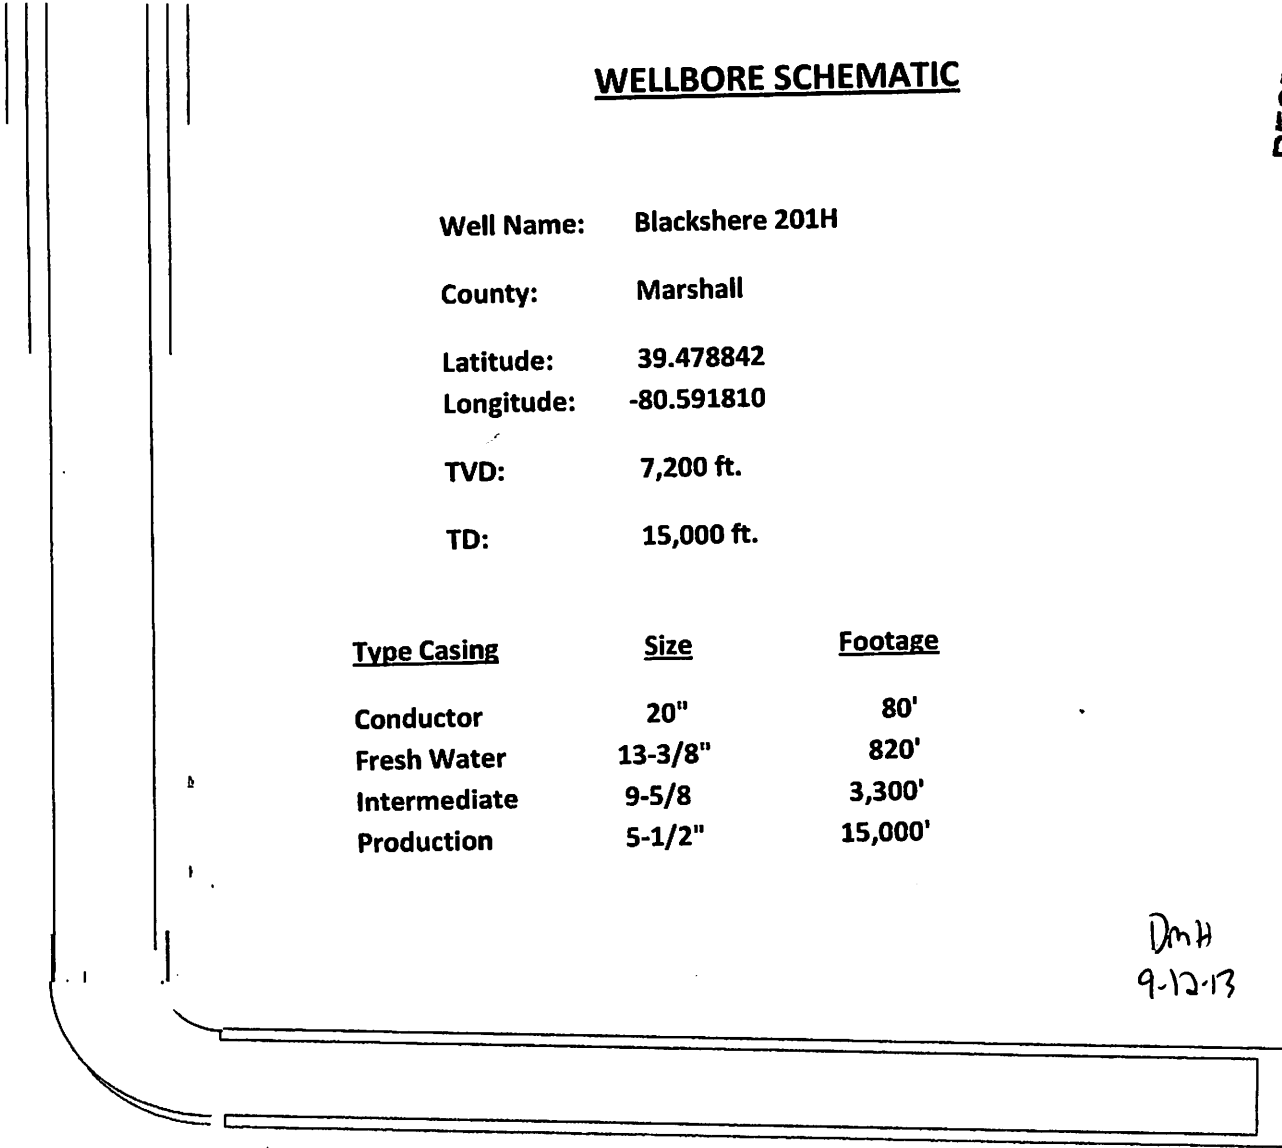 WELLBORE SCHEMATIC
Well Name: Blackshere 201H
County: Marshall
Latitude: 39.478842
Longitude: -80.591810
TVD: 7,200 ft.
TD: 15,000 ft.
Type Casing Size Footage
Conductor 20" 80'
Fresh Water 13-3/8" 820'
Intermediate 9-5/8 3,300'
Production 5-1/2" 15,000'
DmH
9-12-13